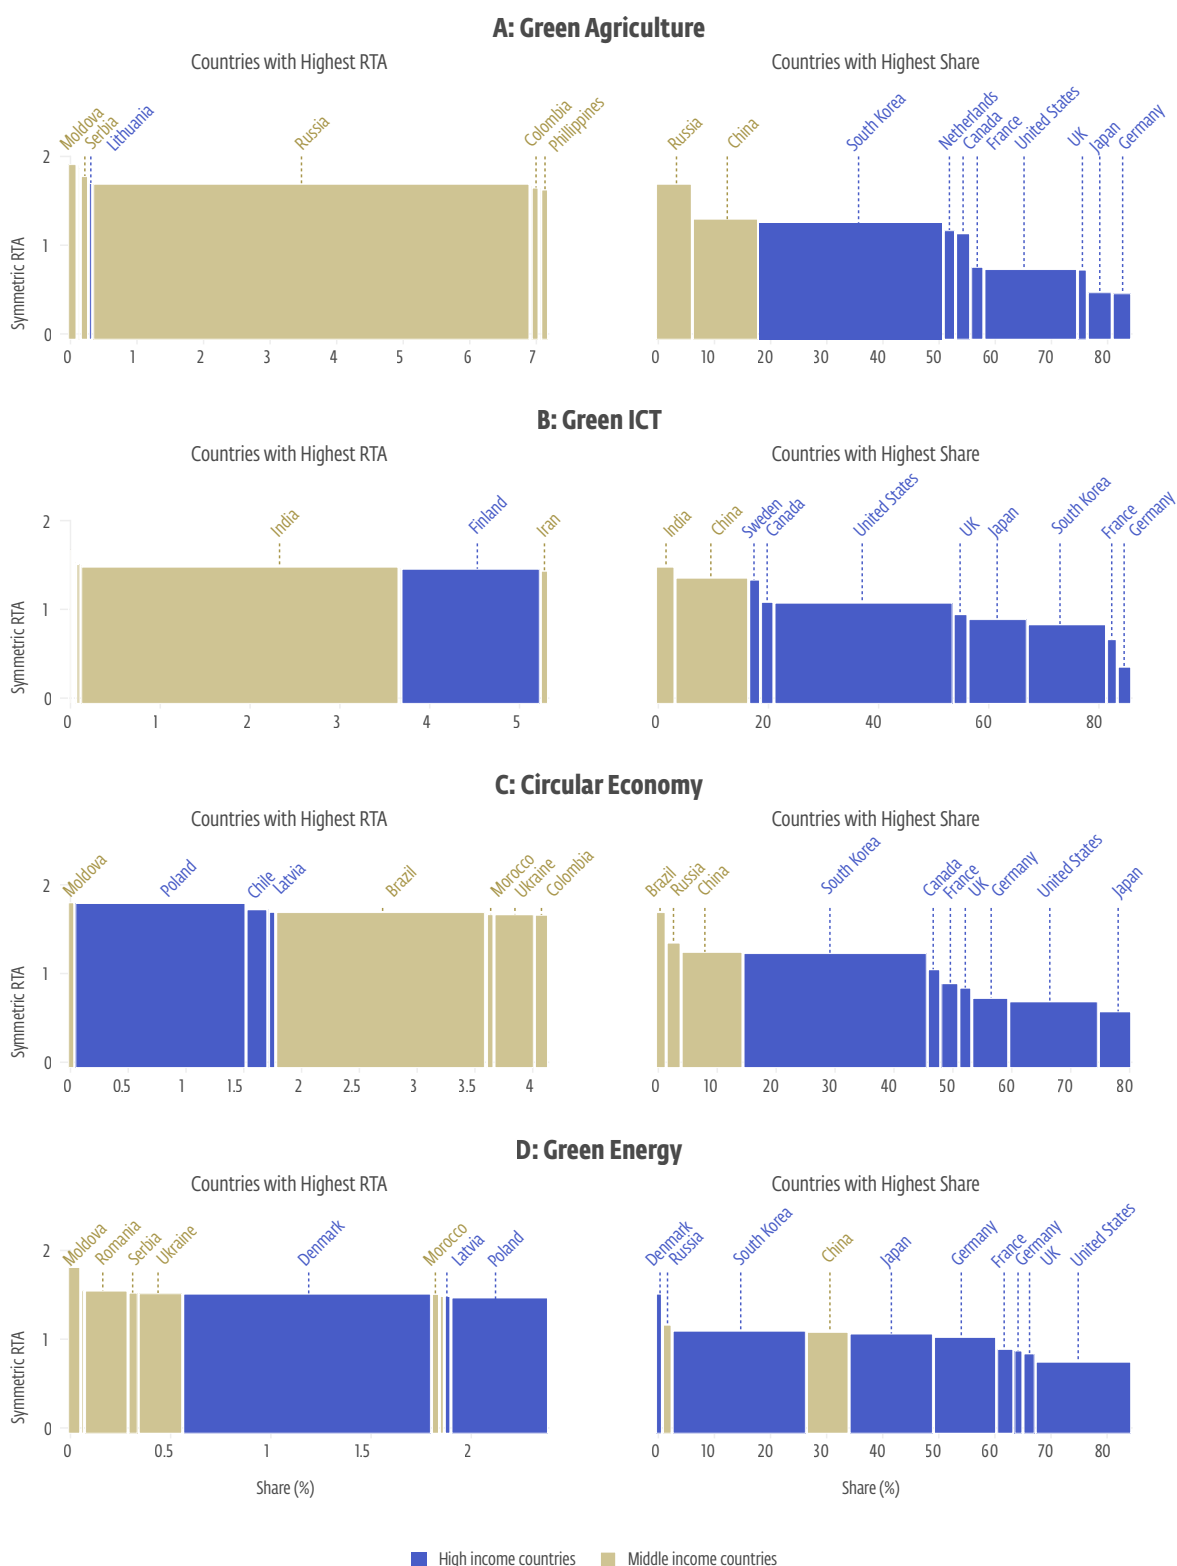 A: Green Agriculture
Countries with Highest RTA
Countries with Highest Share
Moldova
Serbia
Lithuania
Russia
Colombia
Phillippines
Russia
China
South Korea
Netherlands
Canada
France
United States
UK
Japan
Germany
Symmetric RTA
2
1
0
0 1 2 3 4 5 6 7
0 10 20 30 40 50 60 70 80
B: Green ICT
Countries with Highest RTA
Countries with Highest Share
India
Finland
Iran
India
China
Sweden
Canada
United States
UK
Japan
South Korea
France
Germany
Symmetric RTA
2
1
0
0 1 2 3 4 5
0 20 40 60 80
C: Circular Economy
Countries with Highest RTA
Countries with Highest Share
Moldova
Poland
Chile
Latvia
Brazil
Morocco
Ukraine
Colombia
Brazil
Russia
China
South Korea
Canada
France
UK
Germany
United States
Japan
Symmetric RTA
2
1
0
0 0.5 1 1.5 2 2.5 3 3.5 4
0 10 20 30 40 50 60 70 80
D: Green Energy
Countries with Highest RTA
Countries with Highest Share
Moldova
Romania
Serbia
Ukraine
Denmark
Morocco
Latvia
Poland
Denmark
Russia
South Korea
China
Japan
Germany
France
Germany
UK
United States
Symmetric RTA
2
1
0
0 0.5 1 1.5 2
0 10 20 30 40 50 60 70 80
Share (%)
Share (%)
High income countries
Middle income countries